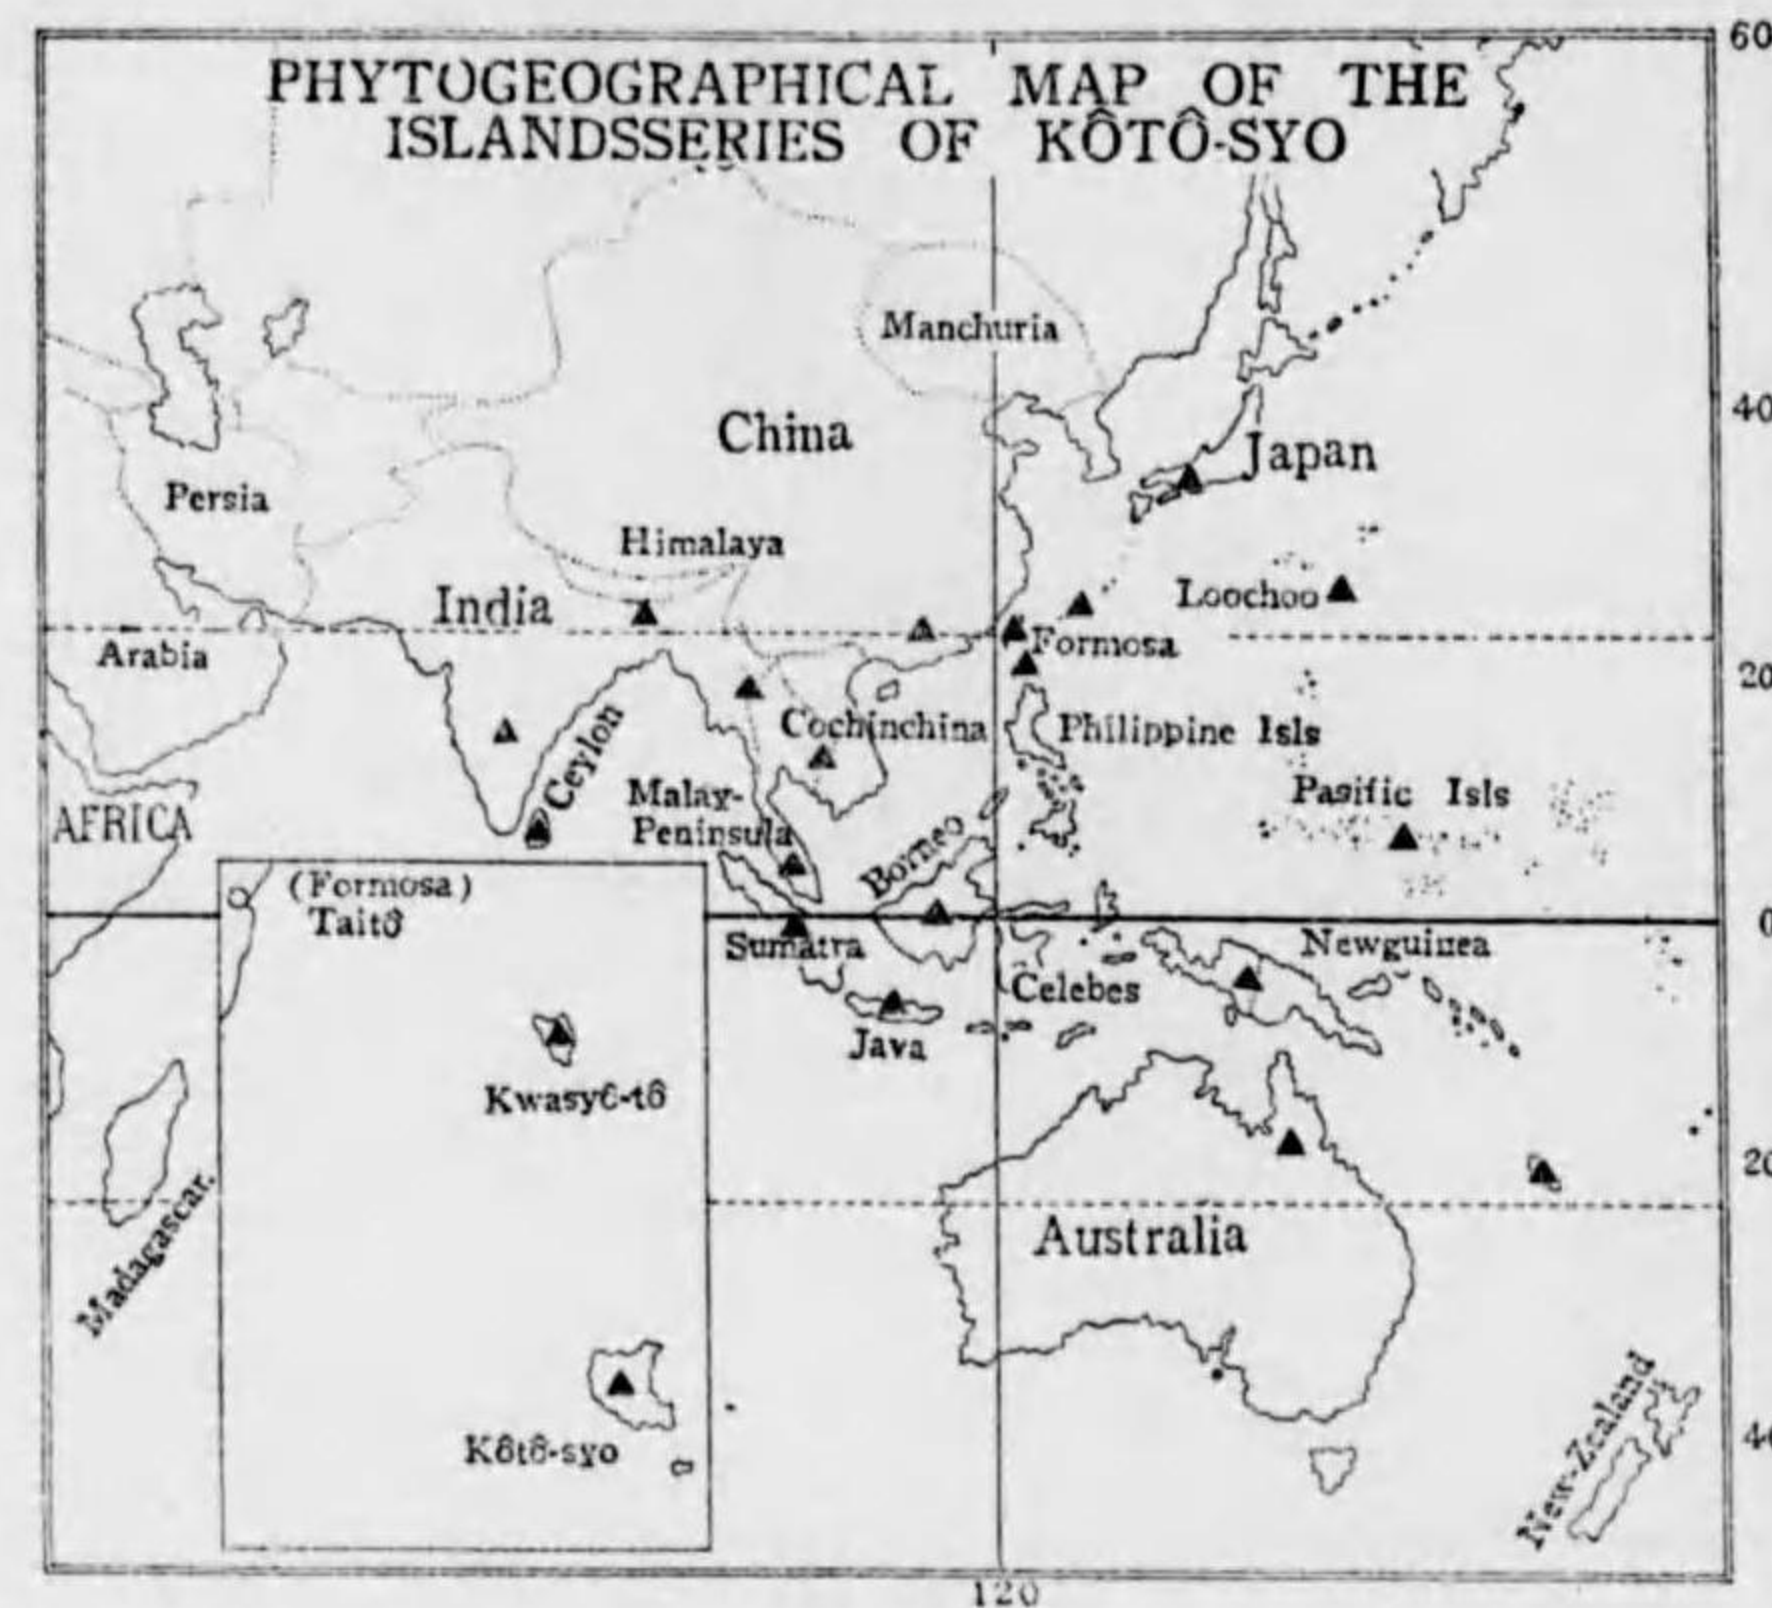 PHYTOGEOGRAPHICAL MAP OF THE
ISLANDSSERIES OF KÔTÔ-SYO
60
Manchuria
40
China
Japan
Persia
Himalaya
India
Loochoo
Arabia
Formosa
20
Cochinchina
Philippine Isls
Ceylon
Malay-
Peninsula
Pasific Isls
AFRICA
Borneo
(Formosa)
Taitô
0
Sumatra
Newguinea
Celebes
Java
Kwasyô-tô
20
Madagascar.
Australia
Kôtô-syo
New-Zealand
40
120